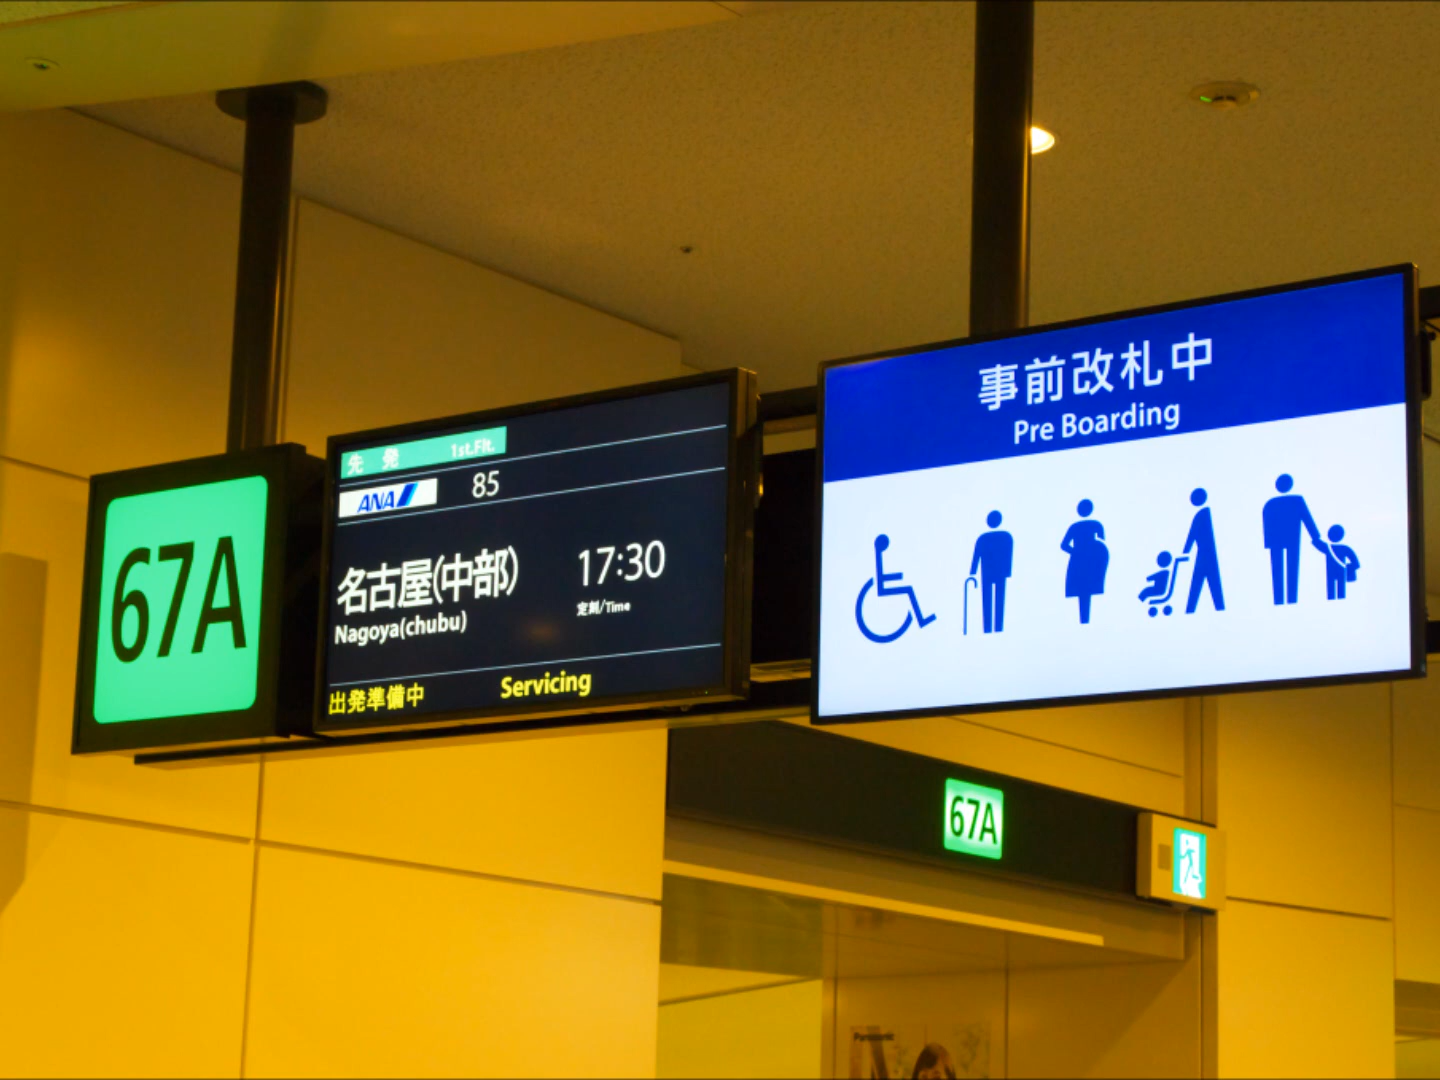 67A
先 発 1st.Flt.
ANA 85
名古屋(中部) 17:30
Nagoya(chubu) 定刻/Time
出発準備中 Servicing
事前改札中
Pre Boarding
67A
Panasonic